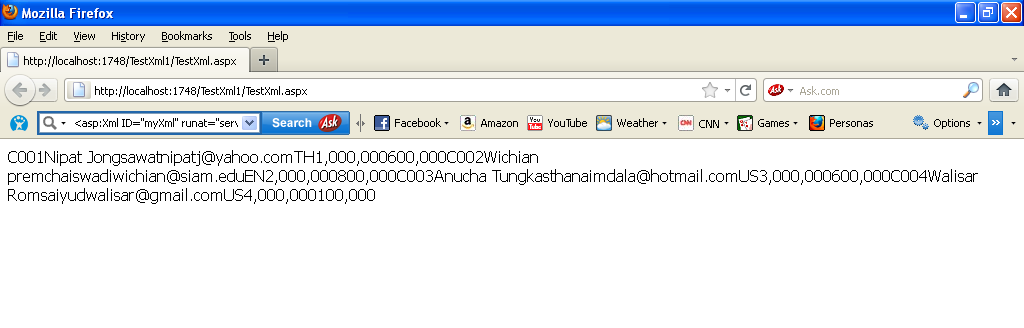 Mozilla Firefox
File Edit View History Bookmarks Tools Help
http://localhost:1748/TestXml1/TestXml.aspx
http://localhost:1748/TestXml1/TestXml.aspx Ask Ask.com
<asp:Xml ID="myXml" runat="serv Search Ask Facebook Amazon YouTube Weather CNN CNN Games Personas Options »
C001Nipat Jongsawatnipatj@yahoo.comTH1,000,000600,000C002Wichian
premchaiswadiwichian@siam.eduEN2,000,000800,000C003Anucha Tungkasthanaimdala@hotmail.comUS3,000,000600,000C004Walisar
Romsaiyudwalisar@gmail.comUS4,000,000100,000